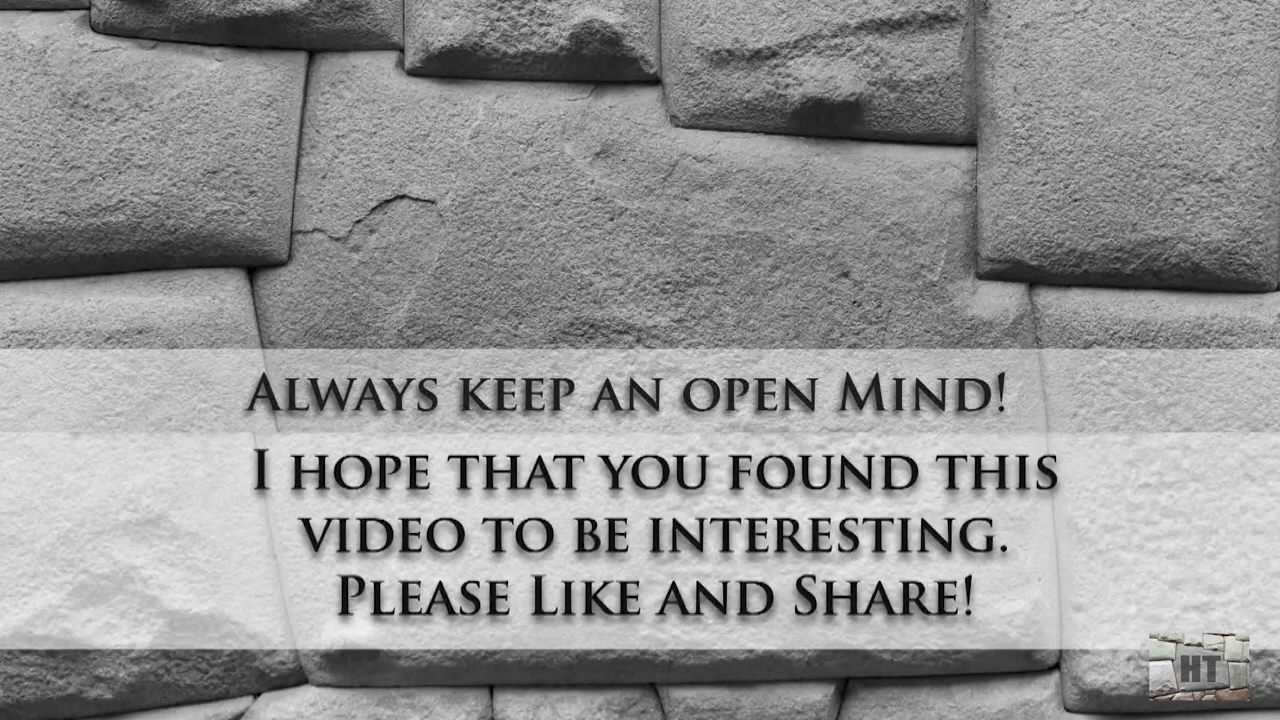 Always keep an open Mind!
I hope that you found this
video to be interesting.
Please Like and Share!
HT